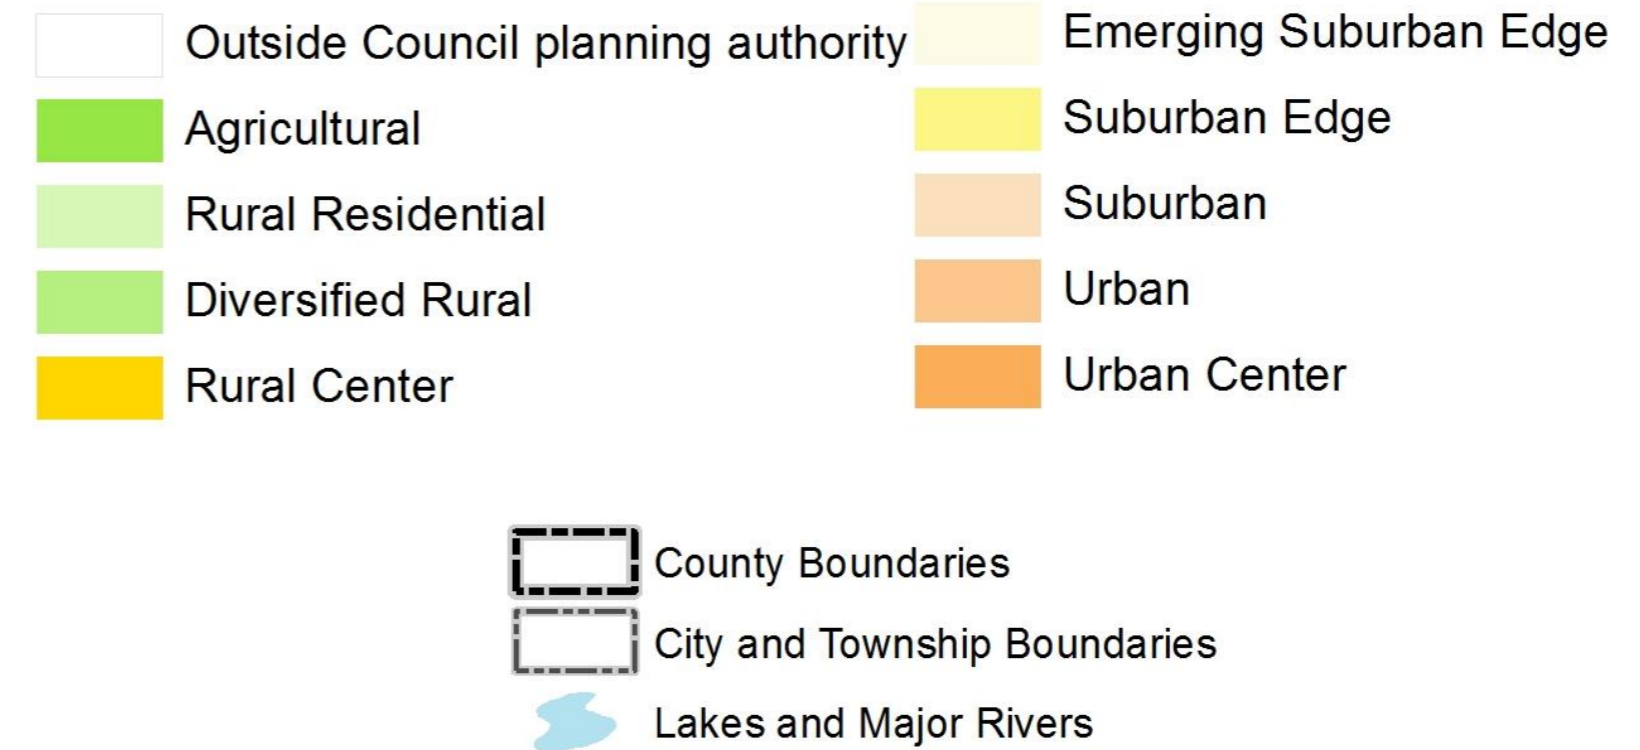 Outside Council planning authority
Agricultural
Rural Residential
Diversified Rural
Rural Center
Emerging Suburban Edge
Suburban Edge
Suburban
Urban
Urban Center
County Boundaries
City and Township Boundaries
Lakes and Major Rivers